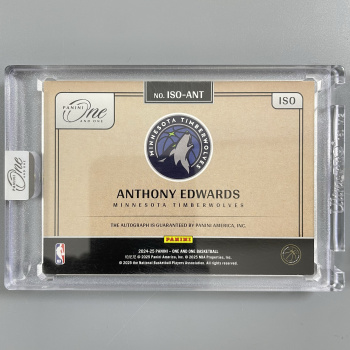 NO. ISO-ANT
PANINI
One
AND ONE
ISO
MINNESOTA TIMBERWOLVES
ANTHONY EDWARDS
MINNESOTA TIMBERWOLVES
THE AUTOGRAPH IS GUARANTEED BY PANINI AMERICA, INC.
PANINI
2024-25 PANINI – ONE AND ONE BASKETBALL
© 2025 Panini America, Inc. © 2025 NBA Properties, Inc.
© 2025 the National Basketball Players Association. All rights reserved.
NBA
PANINI
One